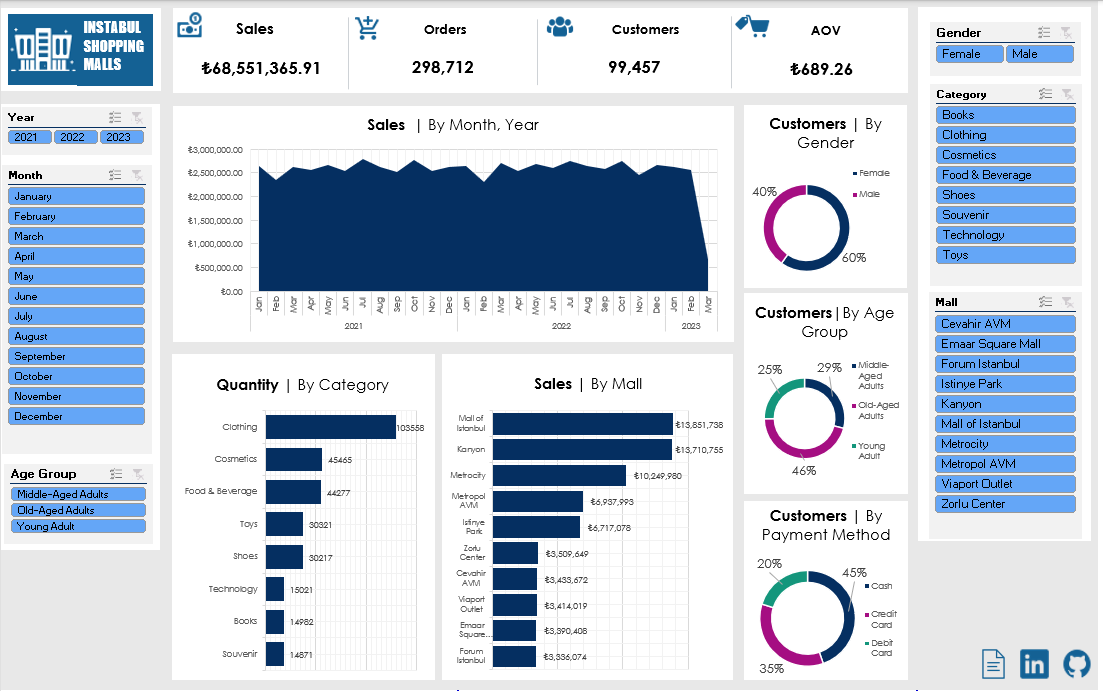 INSTABUL
SHOPPING
MALLS
Sales
₺68,551,365.91
Orders
298,712
Customers
99,457
AOV
₺689.26
Year
2021 2022 2023
Month
January
February
March
April
May
June
July
August
September
October
November
December
Age Group
Middle-Aged Adults
Old-Aged Adults
Young Adult
Sales | By Month, Year
₺3,000,000.00
₺2,500,000.00
₺2,000,000.00
₺1,500,000.00
₺1,000,000.00
₺500,000.00
₺0.00
Jan Feb Mar Apr May Jun Jul Aug Sep Oct Nov Dec Jan Feb Mar Apr May Jun Jul Aug Sep Oct Nov Dec Jan Feb Mar
2021 2022 2023
Quantity | By Category
Clothing 103558
Cosmetics 45465
Food & Beverage 44277
Toys 30321
Shoes 30217
Technology 15021
Books 14982
Souvenir 14871
Sales | By Mall
Mall of
Istanbul
₺13,851,738
Kanyon ₺13,710,755
Metrocity ₺10,249,980
Metropol
AVM
₺6,937,993
Istinye
Park
₺6,717,078
Zorlu
Center
₺3,509,649
Cevahir
AVM
₺3,433,672
Viaport
Outlet
₺3,414,019
Emaar
Square...
₺3,390,408
Forum
Istanbul
₺3,336,074
Customers | By
Gender
Female
Male
40%
60%
Customers|By Age
Group
25%
29%
46%
Middle-
Aged
Adults
Old-Aged
Adults
Young
Adult
Customers | By
Payment Method
20%
45%
35%
Cash
Credit
Card
Debit
Card
Gender
Female Male
Category
Books
Clothing
Cosmetics
Food & Beverage
Shoes
Souvenir
Technology
Toys
Mall
Cevahir AVM
Emaar Square Mall
Forum Istanbul
Istinye Park
Kanyon
Mall of Istanbul
Metrocity
Metropol AVM
Viaport Outlet
Zorlu Center
in